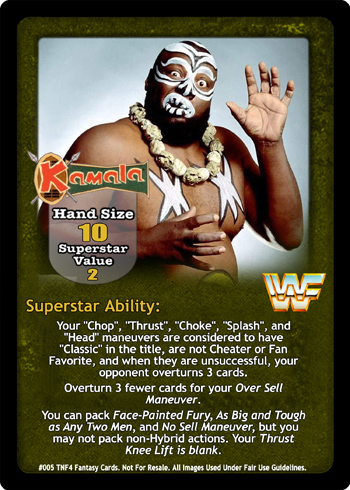 Kamala
Hand Size
10
Superstar
Value
2
WF
Superstar Ability:
Your "Chop", "Thrust", "Choke", "Splash", and
"Head" maneuvers are considered to have
"Classic" in the title, are not Cheater or Fan
Favorite, and when they are unsuccessful, your
opponent overturns 3 cards.
Overturn 3 fewer cards for your Over Sell
Maneuver.
You can pack Face-Painted Fury, As Big and Tough
as Any Two Men, and No Sell Maneuver, but you
may not pack non-Hybrid actions. Your Thrust
Knee Lift is blank.
#005 TNF4 Fantasy Cards. Not For Resale. All Images Used Under Fair Use Guidelines.